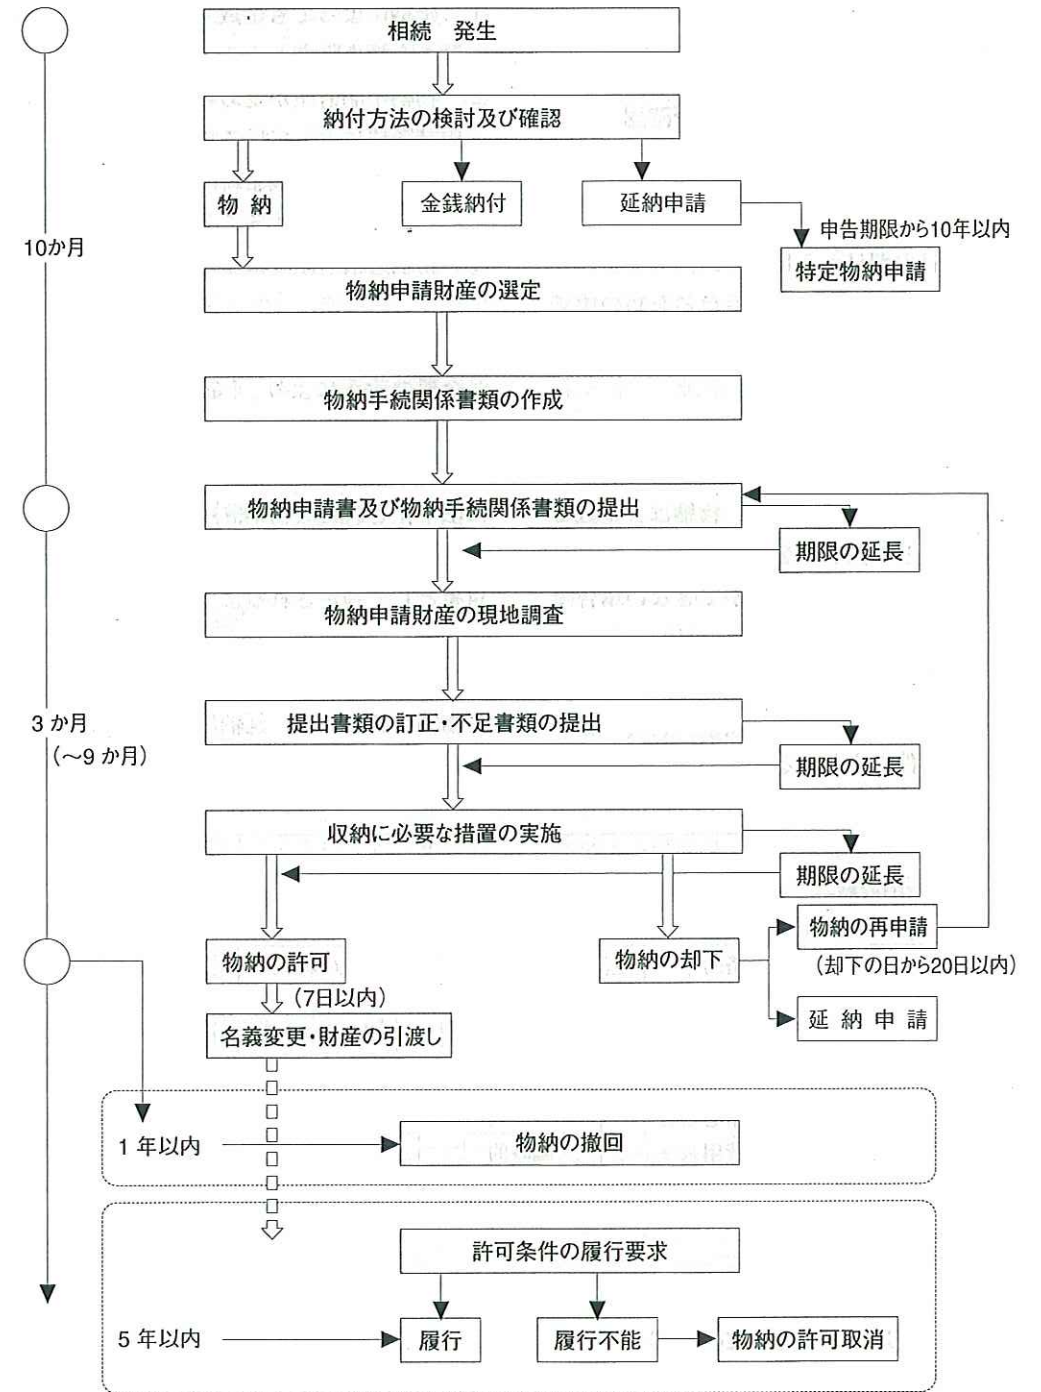 相続　発生
納付方法の検討及び確認
物 納
金銭納付
延納申請
申告期限から10年以内
特定物納申請
10か月
物納申請財産の選定
物納手続関係書類の作成
物納申請書及び物納手続関係書類の提出
期限の延長
物納申請財産の現地調査
提出書類の訂正・不足書類の提出
3 か月
(～9 か月)
期限の延長
収納に必要な措置の実施
期限の延長
物納の再申請
物納の許可
物納の却下
(却下の日から20日以内)
(7日以内)
延 納 申 請
名義変更・財産の引渡し
1 年以内
物納の撤回
許可条件の履行要求
5 年以内
履行
履行不能
物納の許可取消